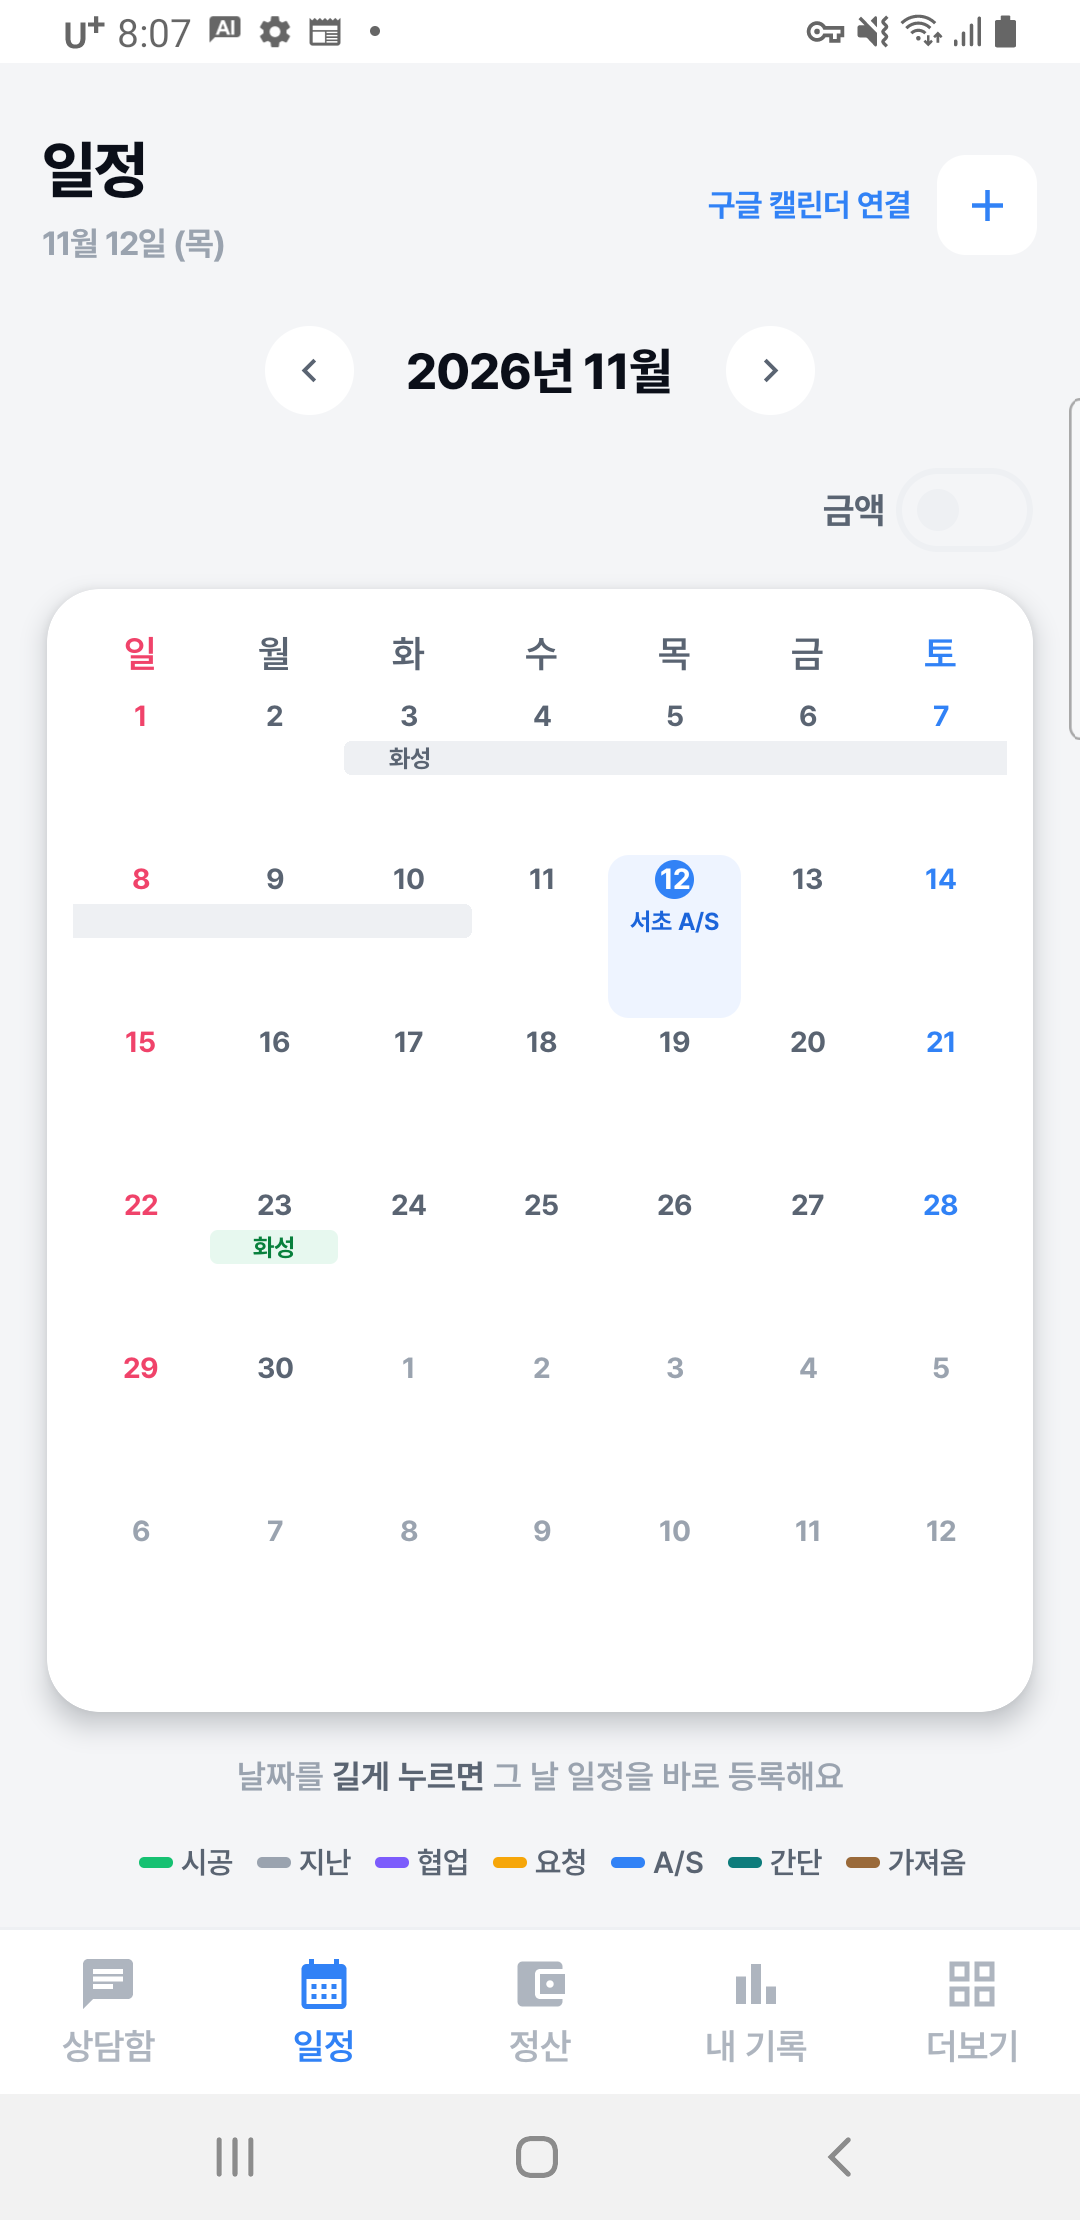 U+ 8:07 AI
일정
11월 12일 (목)
구글 캘린더 연결
2026년 11월
금액
일 월 화 수 목 금 토
1 2 3 4 5 6 7
화성
8 9 10 11 12 13 14
서초 A/S
15 16 17 18 19 20 21
22 23 24 25 26 27 28
화성
29 30 1 2 3 4 5
6 7 8 9 10 11 12
날짜를 길게 누르면 그 날 일정을 바로 등록해요
시공 지난 협업 요청 A/S 간단 가져옴
상담함 일정 정산 내 기록 더보기